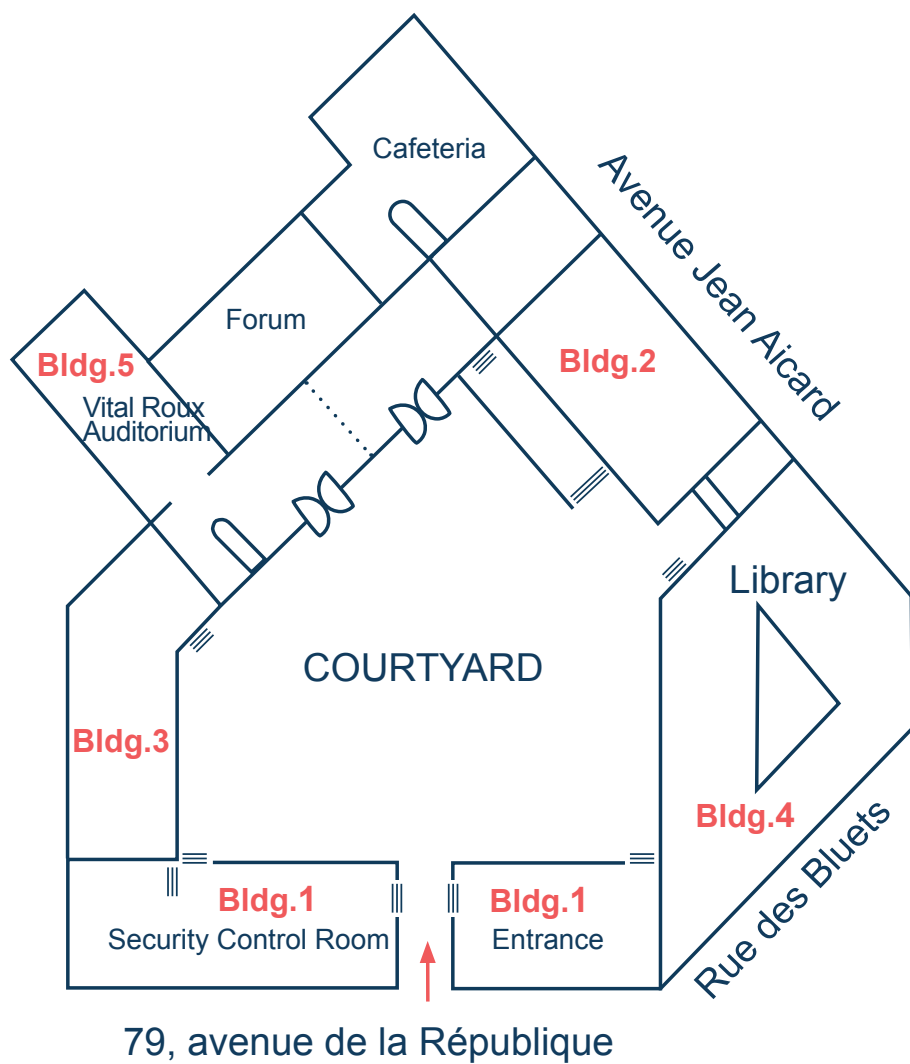 Cafeteria
Avenue Jean Aicard
Forum
Bldg.2
Bldg.5
Vital Roux
Auditorium
Library
COURTYARD
Bldg.3
Bldg.4
Rue des Bluets
Bldg.1
Security Control Room
Bldg.1
Entrance
79, avenue de la République